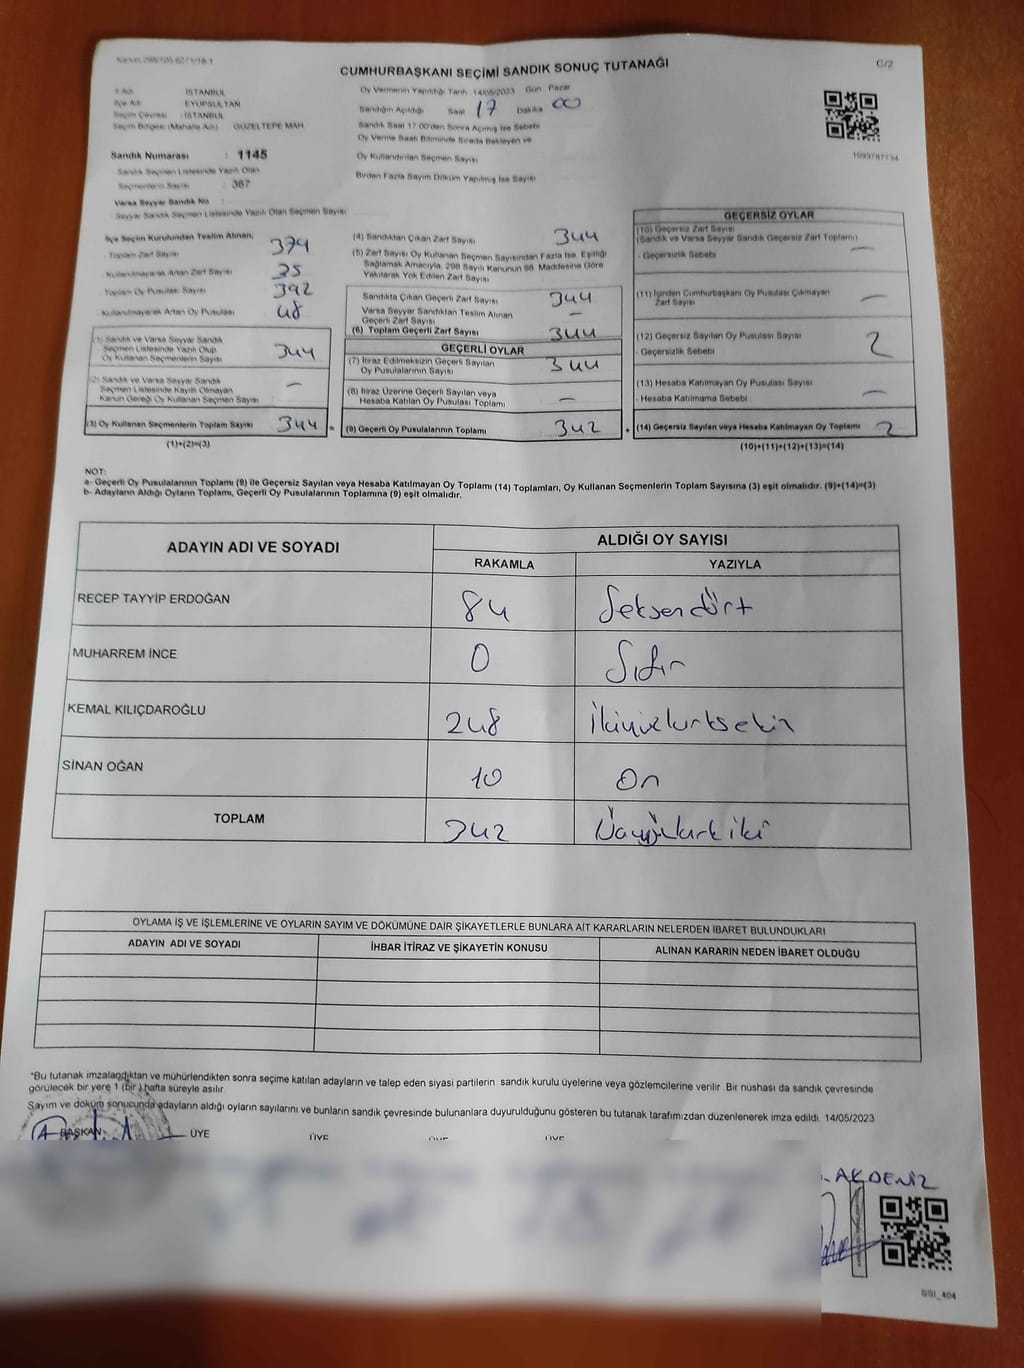 Kanun 298/105 6271/18-1
CUMHURBAŞKANI SEÇİMİ SANDIK SONUÇ TUTANAĞI
C/2
İl Adı : İSTANBUL
İlçe Adı : EYÜPSULTAN
Seçim Çevresi : İSTANBUL
Seçim Bölgesi (Mahalle Adı) : GÜZELTEPE MAH.
Oy Vermenin Yapıldığı Tarih 14/05/2023 Gün Pazar
Sandığın Açıldığı Saat 17 Dakika 00
Sandık Saat 17:00'den Sonra Açılmış İse Sebebi
Oy Verme Saati Bitiminde Sırada Bekleyen ve
Oy Kullandırılan Seçmen Sayısı
Birden Fazla Sayım Döküm Yapılmış İse Sayısı
1093787734
Sandık Numarası : 1145
Sandık Seçmen Listesinde Yazılı Olan
Seçmenlerin Sayısı : 367
Varsa Seyyar Sandık No
Seyyar Sandık Seçmen Listesinde Yazılı Olan Seçmen Sayısı
İlçe Seçim Kurulundan Teslim Alınan;
- Toplam Zarf Sayısı 379
- Kullanılmayarak Artan Zarf Sayısı 35
Toplam Oy Pusulası Sayısı 392
Kullanılmayarak Artan Oy Pusulası 48
(1) Sandık ve Varsa Seyyar Sandık
Seçmen Listesinde Yazılı Olup
Oy Kullanan Seçmenlerin Sayısı 344
(2) Sandık ve Varsa Seyyar Sandık
Seçmen Listesinde Kayıtlı Olmayan
Kanun Gereği Oy Kullanan Seçmen Sayısı –
(3) Oy Kullanan Seçmenlerin Toplam Sayısı 344 =
(1)+(2)=(3)
(4) Sandıktan Çıkan Zarf Sayısı 344
(5) Zarf Sayısı Oy Kullanan Seçmen Sayısından Fazla İse, Eşitliği
Sağlamak Amacıyla, 298 Sayılı Kanunun 98. Maddesine Göre
Yakılarak Yok Edilen Zarf Sayısı
Sandıkta Çıkan Geçerli Zarf Sayısı 344
Varsa Seyyar Sandıktan Teslim Alınan
Geçerli Zarf Sayısı –
(6) Toplam Geçerli Zarf Sayısı 344
GEÇERLİ OYLAR
(7) İtiraz Edilmeksizin Geçerli Sayılan
Oy Pusulalarının Sayısı 344
(8) İtiraz Üzerine Geçerli Sayılan veya
Hesaba Katılan Oy Pusulası Toplamı –
(9) Geçerli Oy Pusulalarının Toplamı 342 +
GEÇERSİZ OYLAR
(10) Geçersiz Zarf Sayısı
(Sandık ve Varsa Seyyar Sandık Geçersiz Zarf Toplamı) –
- Geçersizlik Sebebi
(11) İçinden Cumhurbaşkanı Oy Pusulası Çıkmayan
Zarf Sayısı –
(12) Geçersiz Sayılan Oy Pusulası Sayısı 2
- Geçersizlik Sebebi
(13) Hesaba Katılmayan Oy Pusulası Sayısı –
- Hesaba Katılmama Sebebi
(14) Geçersiz Sayılan veya Hesaba Katılmayan Oy Toplamı 2
(10)+(11)+(12)+(13)=(14)
NOT:
a- Geçerli Oy Pusulalarının Toplamı (9) ile Geçersiz Sayılan veya Hesaba Katılmayan Oy Toplamı (14) Toplamları, Oy Kullanan Seçmenlerin Toplam Sayısına (3) eşit olmalıdır. (9)+(14)=(3)
b- Adayların Aldığı Oyların Toplamı, Geçerli Oy Pusulalarının Toplamına (9) eşit olmalıdır.
ADAYIN ADI VE SOYADI
ALDIĞI OY SAYISI
RAKAMLA YAZIYLA
RECEP TAYYİP ERDOĞAN 84 Seksendört
MUHARREM İNCE 0 Sıfır
KEMAL KILIÇDAROĞLU 248 İkiyüzkırksekiz
SİNAN OĞAN 10 On
TOPLAM 342 Üçyüzkırkiki
OYLAMA İŞ VE İŞLEMLERİNE VE OYLARIN SAYIM VE DÖKÜMÜNE DAİR ŞİKAYETLERLE BUNLARA AİT KARARLARIN NELERDEN İBARET BULUNDUKLARI
ADAYIN ADI VE SOYADI İHBAR İTİRAZ VE ŞİKAYETİN KONUSU ALINAN KARARIN NEDEN İBARET OLDUĞU
"Bu tutanak imzalandıktan ve mühürlendikten sonra seçime katılan adayların ve talep eden siyasi partilerin sandık kurulu üyelerine veya gözlemcilerine verilir. Bir nüshası da sandık çevresinde
görülecek bir yere 1 (bir) hafta süreyle asılır.
Sayım ve döküm sonucunda adayların aldığı oyların sayılarını ve bunların sandık çevresinde bulunanlara duyurulduğunu gösteren bu tutanak tarafımızdan düzenlenerek imza edildi. 14/05/2023
BAŞKAN ÜYE ÜYE ÜYE ÜYE
AKDENİZ
SSI_404